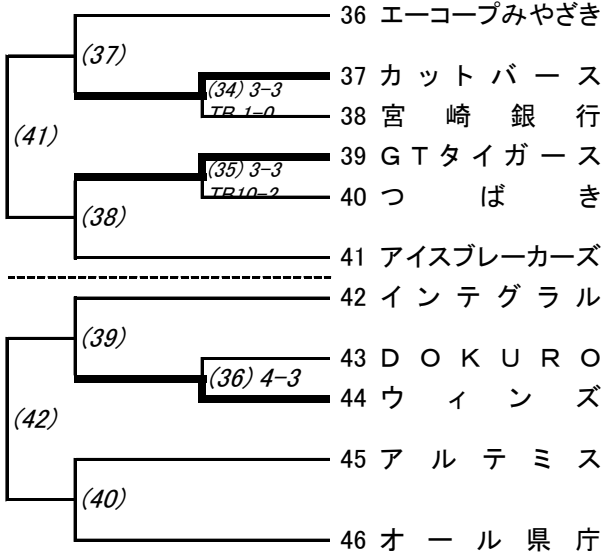 36 エーコープみやざき
(37)
37 カットバース
(34) 3-3
TB 1-0
38 宮崎銀行
(41)
39 GTタイガース
(35) 3-3
TB10-2
40 つばき
(38)
41 アイスブレーカーズ
42 インテグラル
(39)
43 DOKURO
(36) 4-3
44 ウィンズ
(42)
45 アルテミス
(40)
46 オール県庁